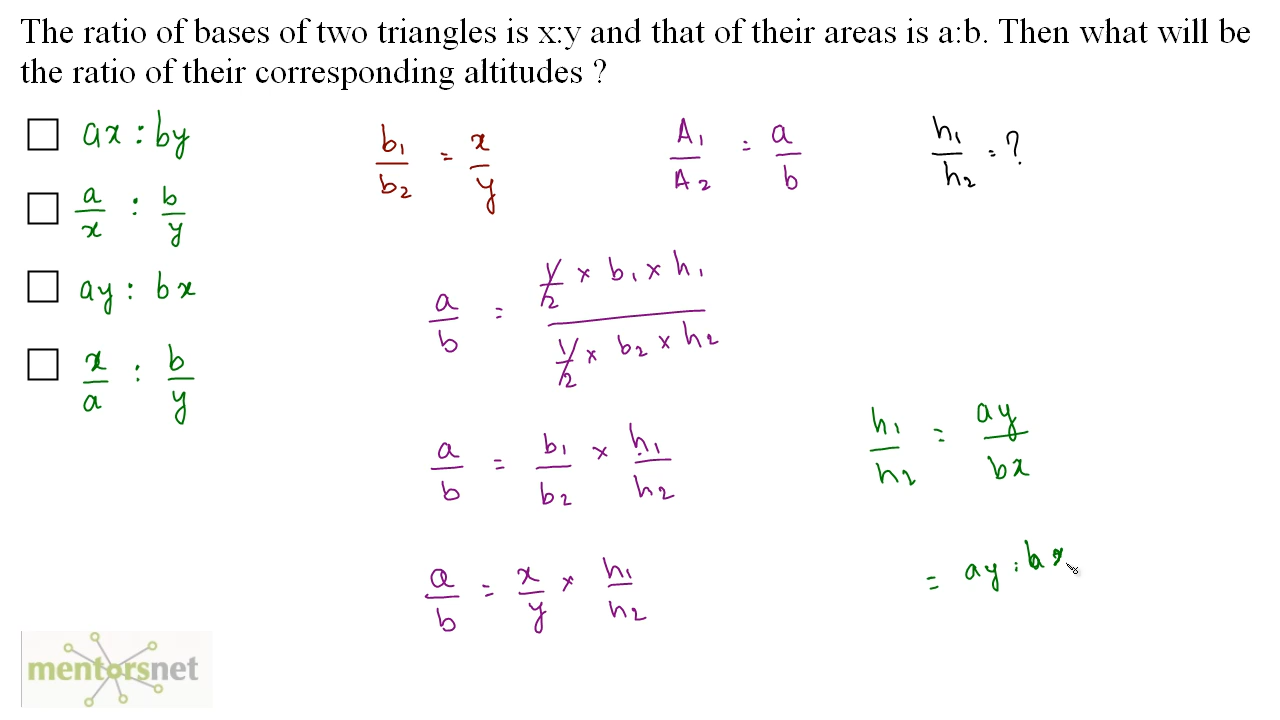 The ratio of bases of two triangles is x:y and that of their areas is a:b. Then what will be
the ratio of their corresponding altitudes ?
ax : by
a/x : b/y
ay : bx
x/a : b/y
b₁/b₂ = x/y
A₁/A₂ = a/b
h₁/h₂ = ?
a/b = (1/2 × b₁ × h₁)/(1/2 × b₂ × h₂)
a/b = b₁/b₂ × h₁/h₂
a/b = x/y × h₁/h₂
h₁/h₂ = ay/bx
= ay : bx
mentorsnet